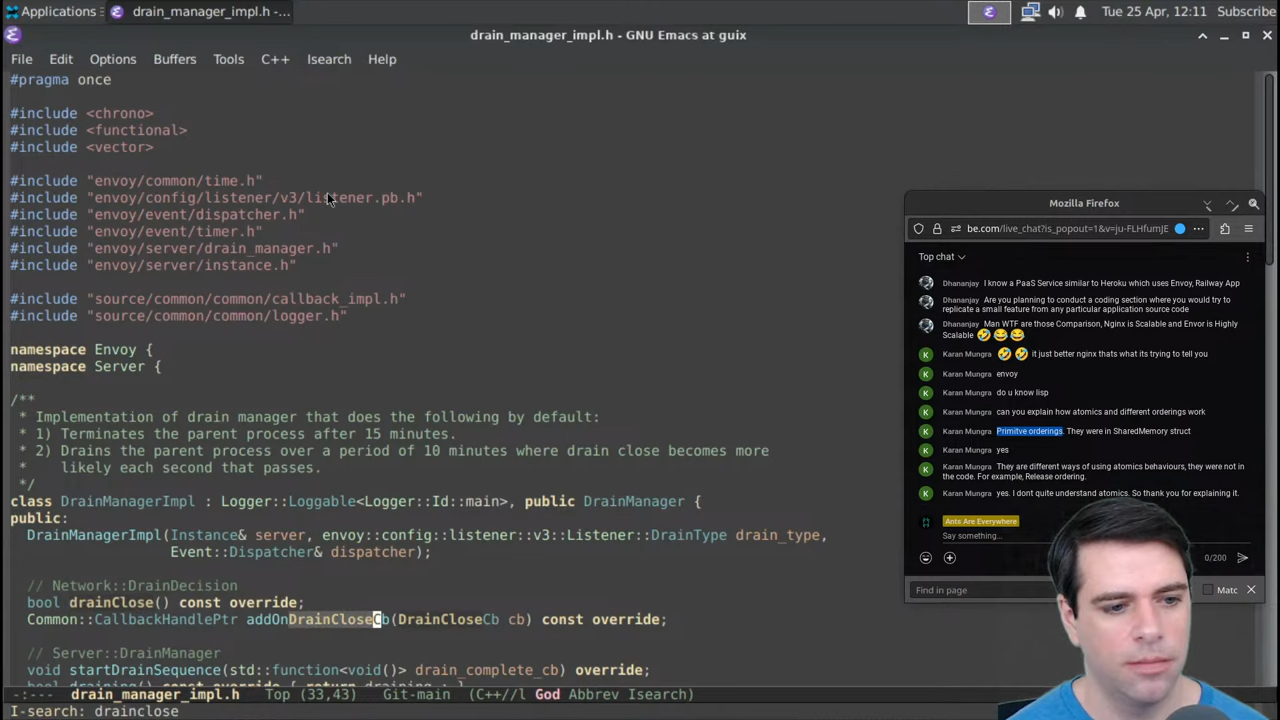 Applications
drain_manager_impl.h -...
Tue 25 Apr, 12:11
Subscribe
drain_manager_impl.h - GNU Emacs at guix
File Edit Options Buffers Tools C++ Isearch Help
#pragma once
#include <chrono>
#include <functional>
#include <vector>
#include "envoy/common/time.h"
#include "envoy/config/listener/v3/listener.pb.h"
#include "envoy/event/dispatcher.h"
#include "envoy/event/timer.h"
#include "envoy/server/drain_manager.h"
#include "envoy/server/instance.h"
#include "source/common/common/callback_impl.h"
#include "source/common/common/logger.h"
namespace Envoy {
namespace Server {
/**
* Implementation of drain manager that does the following by default:
* 1) Terminates the parent process after 15 minutes.
* 2) Drains the parent process over a period of 10 minutes where drain close becomes more
* likely each second that passes.
*/
class DrainManagerImpl : Logger::Loggable<Logger::Id::main>, public DrainManager {
public:
DrainManagerImpl(Instance& server, envoy::config::listener::v3::Listener::DrainType drain_type,
Event::Dispatcher& dispatcher);
// Network::DrainDecision
bool drainClose() const override;
Common::CallbackHandlePtr addOnDrainCloseCb(DrainCloseCb cb) const override;
// Server::DrainManager
void startDrainSequence(std::function<void()> drain_complete_cb) override;
-:--- drain_manager_impl.h Top (33,43) Git-main (C++//l God Abbrev Isearch)
I-search: drainclose
Mozilla Firefox
be.com/live_chat?is_popout=1&v=ju-FLHfumJE
Top chat
Dhananjay I know a PaaS Service similar to Heroku which uses Envoy, Railway App
Dhananjay Are you planning to conduct a coding section where you would try to
replicate a small feature from any particular application source code
Dhananjay Man WTF are those Comparison, Nginx is Scalable and Envor is Highly
Scalable 🤣😂😂
K Karan Mungra 🤣🤣 it just better nginx thats what its trying to tell you
K Karan Mungra envoy
K Karan Mungra do u know lisp
K Karan Mungra can you explain how atomics and different orderings work
K Karan Mungra Primitve orderings. They were in SharedMemory struct
K Karan Mungra yes
K Karan Mungra They are different ways of using atomics behaviours, they were not in
the code. For example, Release ordering.
K Karan Mungra yes. I dont quite understand atomics. So thank you for explaining it.
Ants Are Everywhere
Say something...
0/200
Find in page
Matc